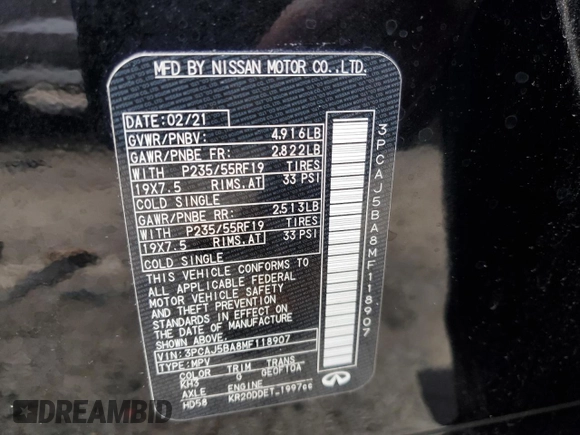 MFD BY NISSAN MOTOR CO.,LTD.
DATE:02/21
GVWR/PNBV: 4,916LB
GAWR/PNBE FR: 2,822LB
WITH P235/55RF19 TIRES
19X7.5 RIMS,AT 33 PSI
COLD SINGLE
GAWR/PNBE RR: 2,513LB
WITH P235/55RF19 TIRES
19X7.5 RIMS,AT 33 PSI
COLD SINGLE
THIS VEHICLE CONFORMS TO
ALL APPLICABLE FEDERAL
MOTOR VEHICLE SAFETY
AND THEFT PREVENTION
STANDARDS IN EFFECT ON
THE DATE OF MANUFACTURE
SHOWN ABOVE.
VIN:3PCAJ5BA8MF118907
TYPE:MPV
COLOR TRIM TRANS
KH3 G GEOPTOA
AXLE ENGINE
HD58 KR20DDET-1997cc
3PCAJ5BA8MF118907
EPICVIN.COM